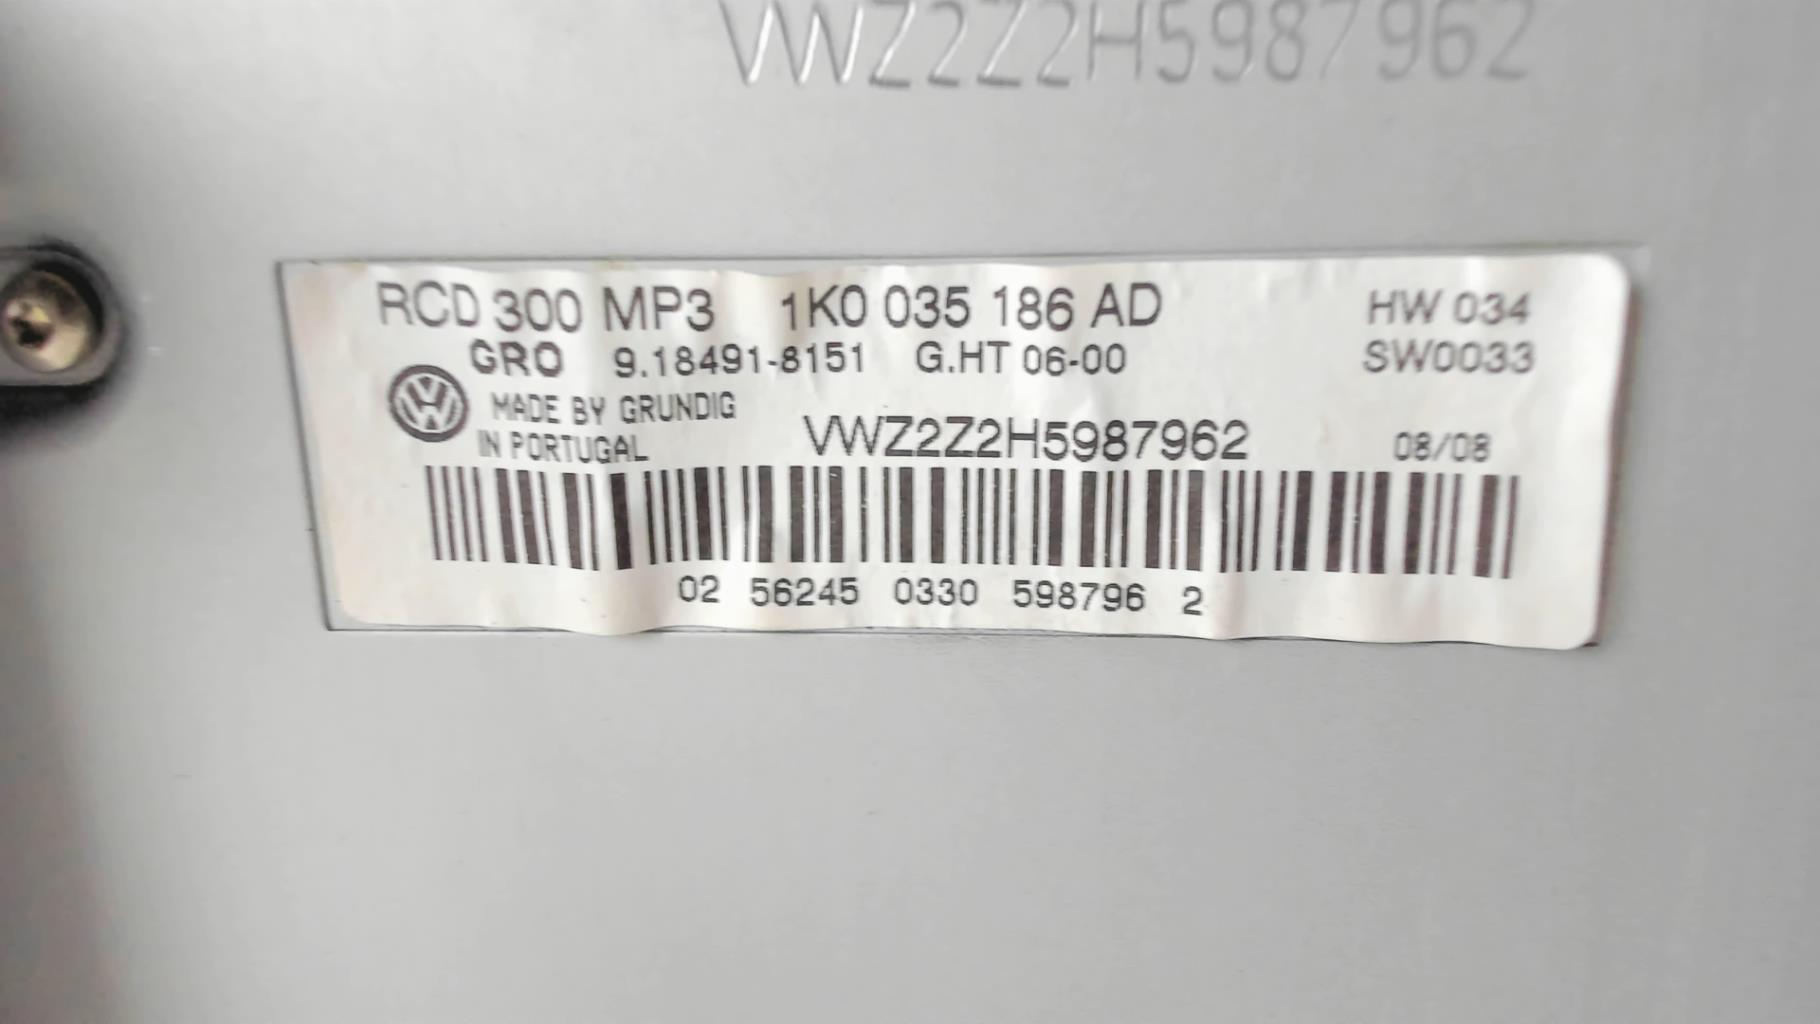 VWZ2Z2H5987962
RCD 300 MP3 1K0 035 186 AD HW 034
GRO 9.18491-8151 G.HT 06-00 SW0033
MADE BY GRUNDIG
IN PORTUGAL VWZ2Z2H5987962 08/08
02 56245 0330 598796 2